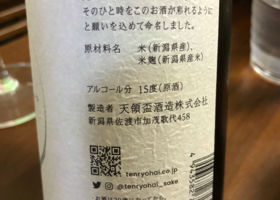 そのひと時をこのお酒が彩れるように
と願いを込めて命名しました。
原材料名 米(新潟県産)、
米麹(新潟県産米)
アルコール分 15度(原酒)
製造者 天領盃酒造株式会社
新潟県佐渡市加茂歌代458
tenryohai.co.jp
@tenryohai_sake